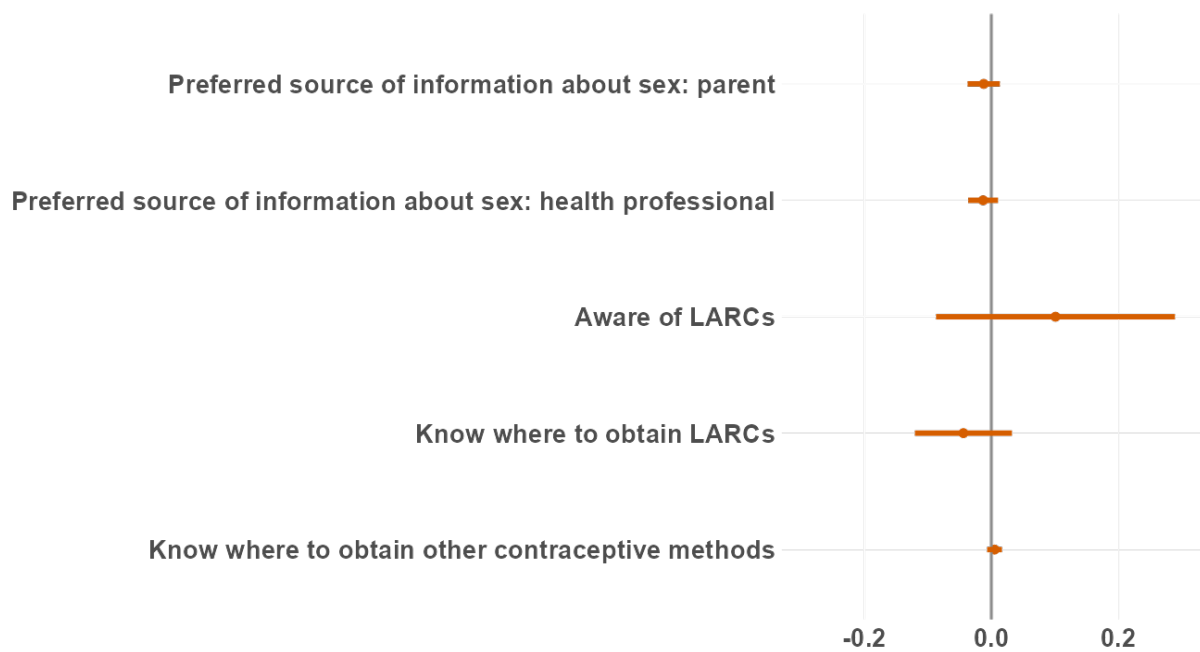 Preferred source of information about sex: parent
Preferred source of information about sex: health professional
Aware of LARCs
Know where to obtain LARCs
Know where to obtain other contraceptive methods
-0.2 0.0 0.2